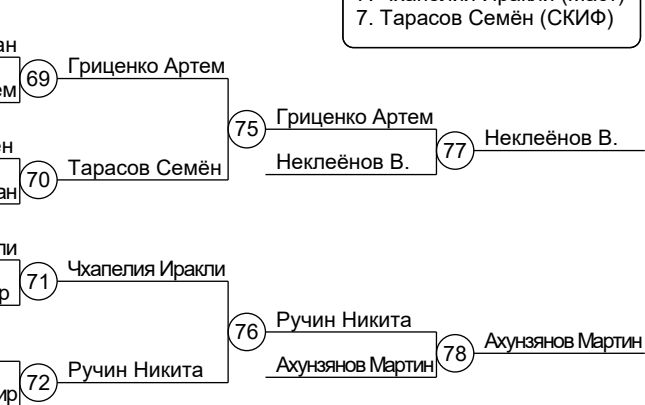 7. Тарасов Семён (СКИФ)
69
Гриценко Артем
75
Гриценко Артем
77
Неклеёнов В.
70
Тарасов Семён
Неклеёнов В.
71
Чхапелия Иракли
76
Ручин Никита
78
Ахунзянов Мартин
72
Ручин Никита
Ахунзянов Мартин